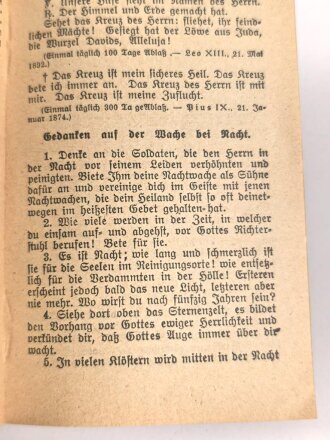 V. Unsere Hilfe steht im Namen des Herrn.
R. Der Himmel und Erde gemacht hat.
Sehet das Kreuz des Herrn: fliehet, ihr feind-
lichen Mächte! Gesiegt hat der Löwe aus Juda,
die Wurzel Davids, Alleluja!
(Einmal täglich 100 Tage Ablaß. — Leo XIII., 21. Mai
1892.)
† Das Kreuz ist mein sicheres Heil. Das Kreuz
bete ich immer an. Das Kreuz des Herrn ist mit
mir. Das Kreuz ist meine Zuflucht.
(Einmal täglich 300 Tage Ablaß. — Pius IX., 21. Ja-
nuar 1874.)
Gedanken auf der Wache bei Nacht.
1. Denke an die Soldaten, die den Herrn in
der Nacht vor seinem Leiden verhöhnten und
peinigten. Biete Ihm deine Nachtwache als Sühne
dafür an und vereinige dich im Geiste mit jenen
Nachtwachen, die dein Heiland selbst so oft deinet-
wegen im heißesten Gebet gehalten hat.
2. Wie viele werden in der Zeit, in welcher
du einsam auf- und abgehst, vor Gottes Richter-
stuhl berufen! Bete für sie.
3. Es ist Nacht; wie lang und schmerzlich ist
sie für die Seelen im Reinigungsorte! wie entsetz-
lich für die Verdammten in der Hölle! Ersteren
erscheint jedoch bald das neue Licht, letzteren aber
nie mehr. Wo wirst du nach fünfzig Jahren sein?
4. Siehe dort oben das Sternenzelt, es bildet
den Vorhang vor Gottes ewiger Herrlichkeit und
verkündet dir, daß Gottes Auge immer über dir
wacht.
5. In vielen Klöstern wird mitten in der Nacht